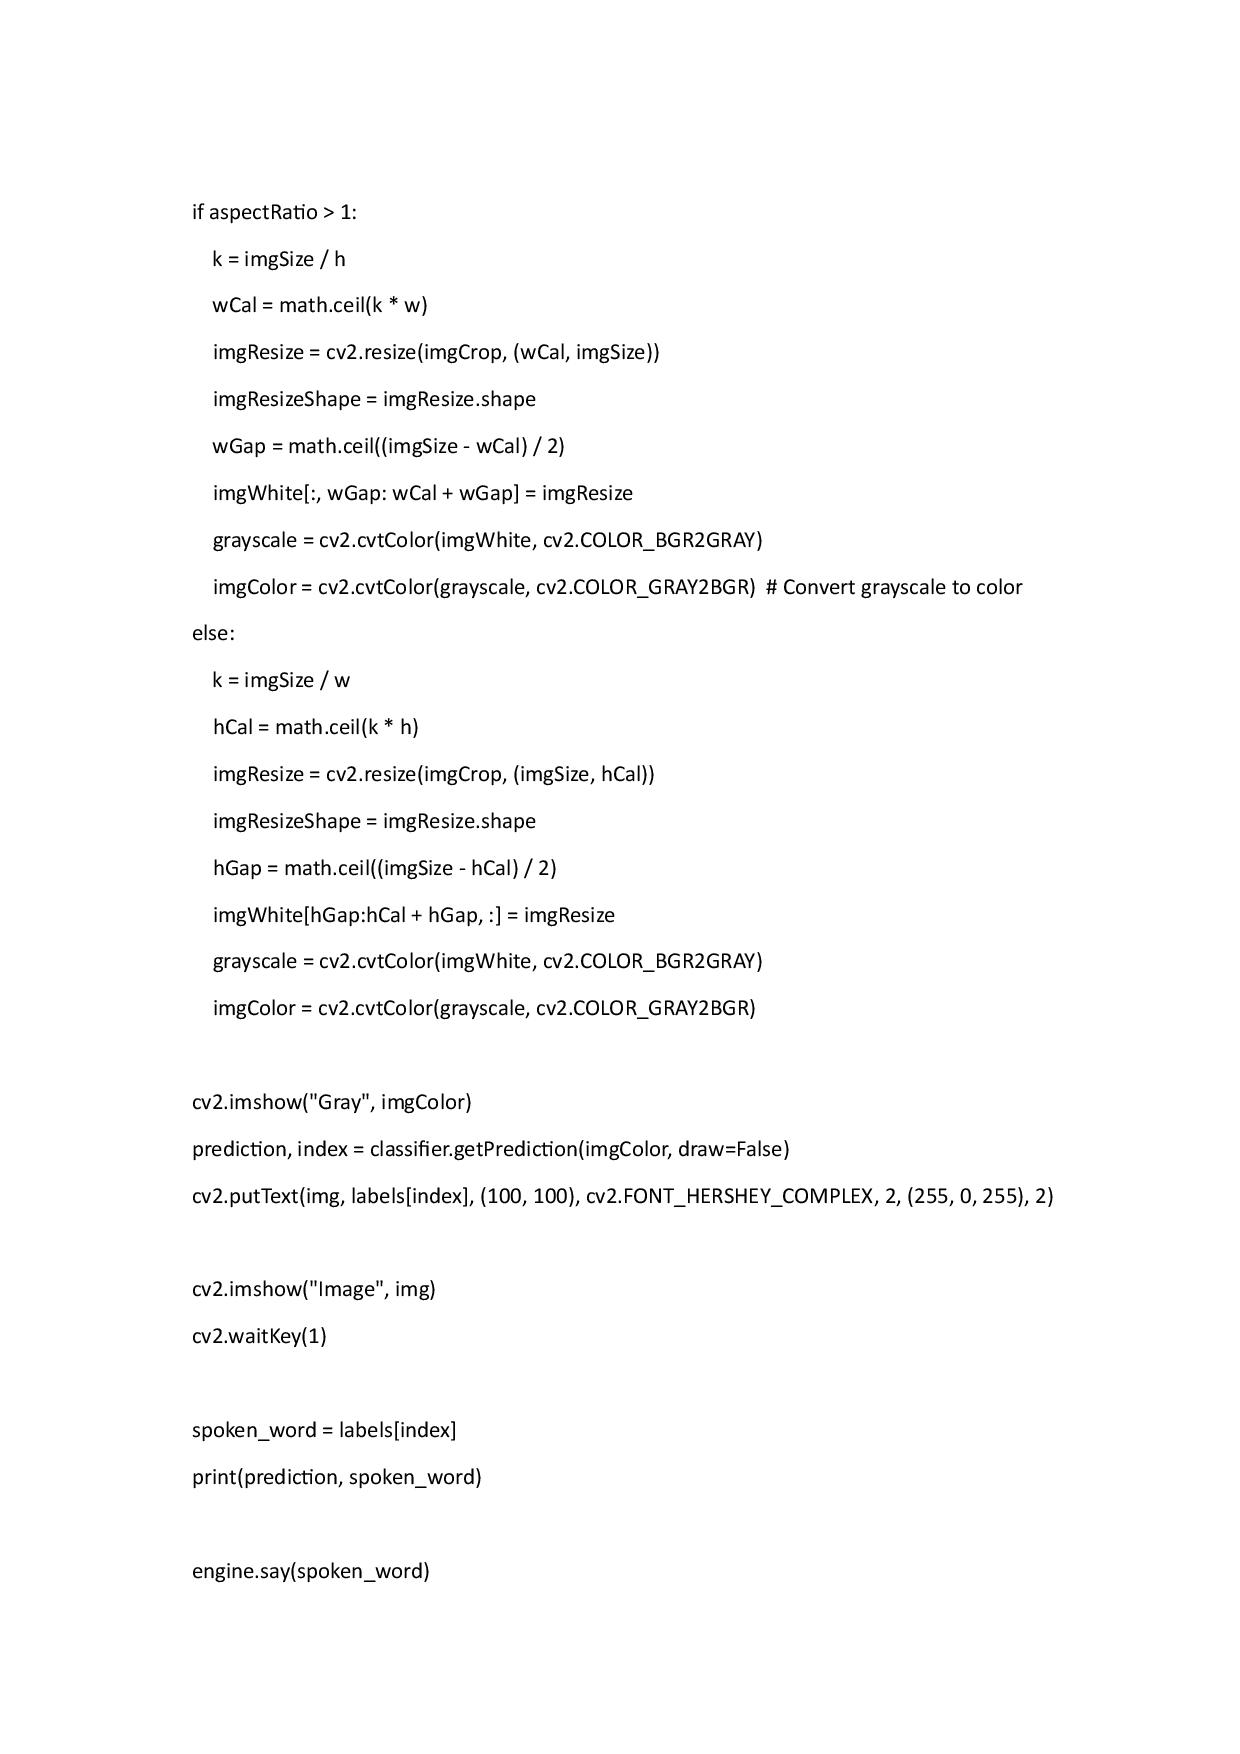 if aspectRatio > 1:
    k = imgSize / h
    wCal = math.ceil(k * w)
    imgResize = cv2.resize(imgCrop, (wCal, imgSize))
    imgResizeShape = imgResize.shape
    wGap = math.ceil((imgSize - wCal) / 2)
    imgWhite[:, wGap: wCal + wGap] = imgResize
    grayscale = cv2.cvtColor(imgWhite, cv2.COLOR_BGR2GRAY)
    imgColor = cv2.cvtColor(grayscale, cv2.COLOR_GRAY2BGR)  # Convert grayscale to color
else:
    k = imgSize / w
    hCal = math.ceil(k * h)
    imgResize = cv2.resize(imgCrop, (imgSize, hCal))
    imgResizeShape = imgResize.shape
    hGap = math.ceil((imgSize - hCal) / 2)
    imgWhite[hGap:hCal + hGap, :] = imgResize
    grayscale = cv2.cvtColor(imgWhite, cv2.COLOR_BGR2GRAY)
    imgColor = cv2.cvtColor(grayscale, cv2.COLOR_GRAY2BGR)

cv2.imshow("Gray", imgColor)
prediction, index = classifier.getPrediction(imgColor, draw=False)
cv2.putText(img, labels[index], (100, 100), cv2.FONT_HERSHEY_COMPLEX, 2, (255, 0, 255), 2)

cv2.imshow("Image", img)
cv2.waitKey(1)

spoken_word = labels[index]
print(prediction, spoken_word)

engine.say(spoken_word)